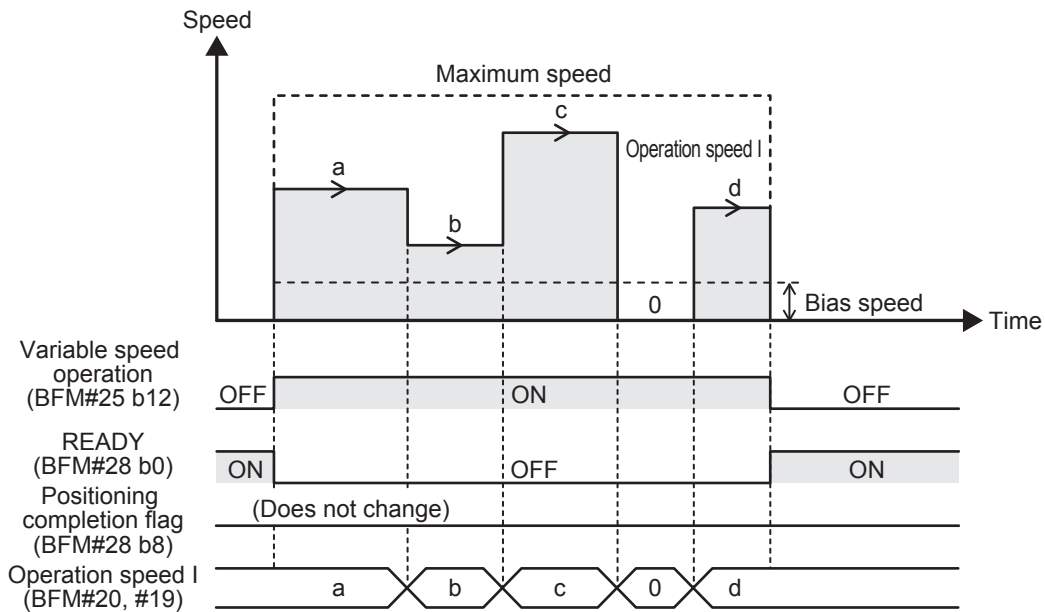 Speed
Maximum speed
c
Operation speed I
a
d
b
0
Bias speed
Time
Variable speed
operation
(BFM#25 b12)
OFF
ON
OFF
READY
(BFM#28 b0)
ON
OFF
ON
Positioning
completion flag
(BFM#28 b8)
(Does not change)
Operation speed I
(BFM#20, #19)
a
b
c
0
d